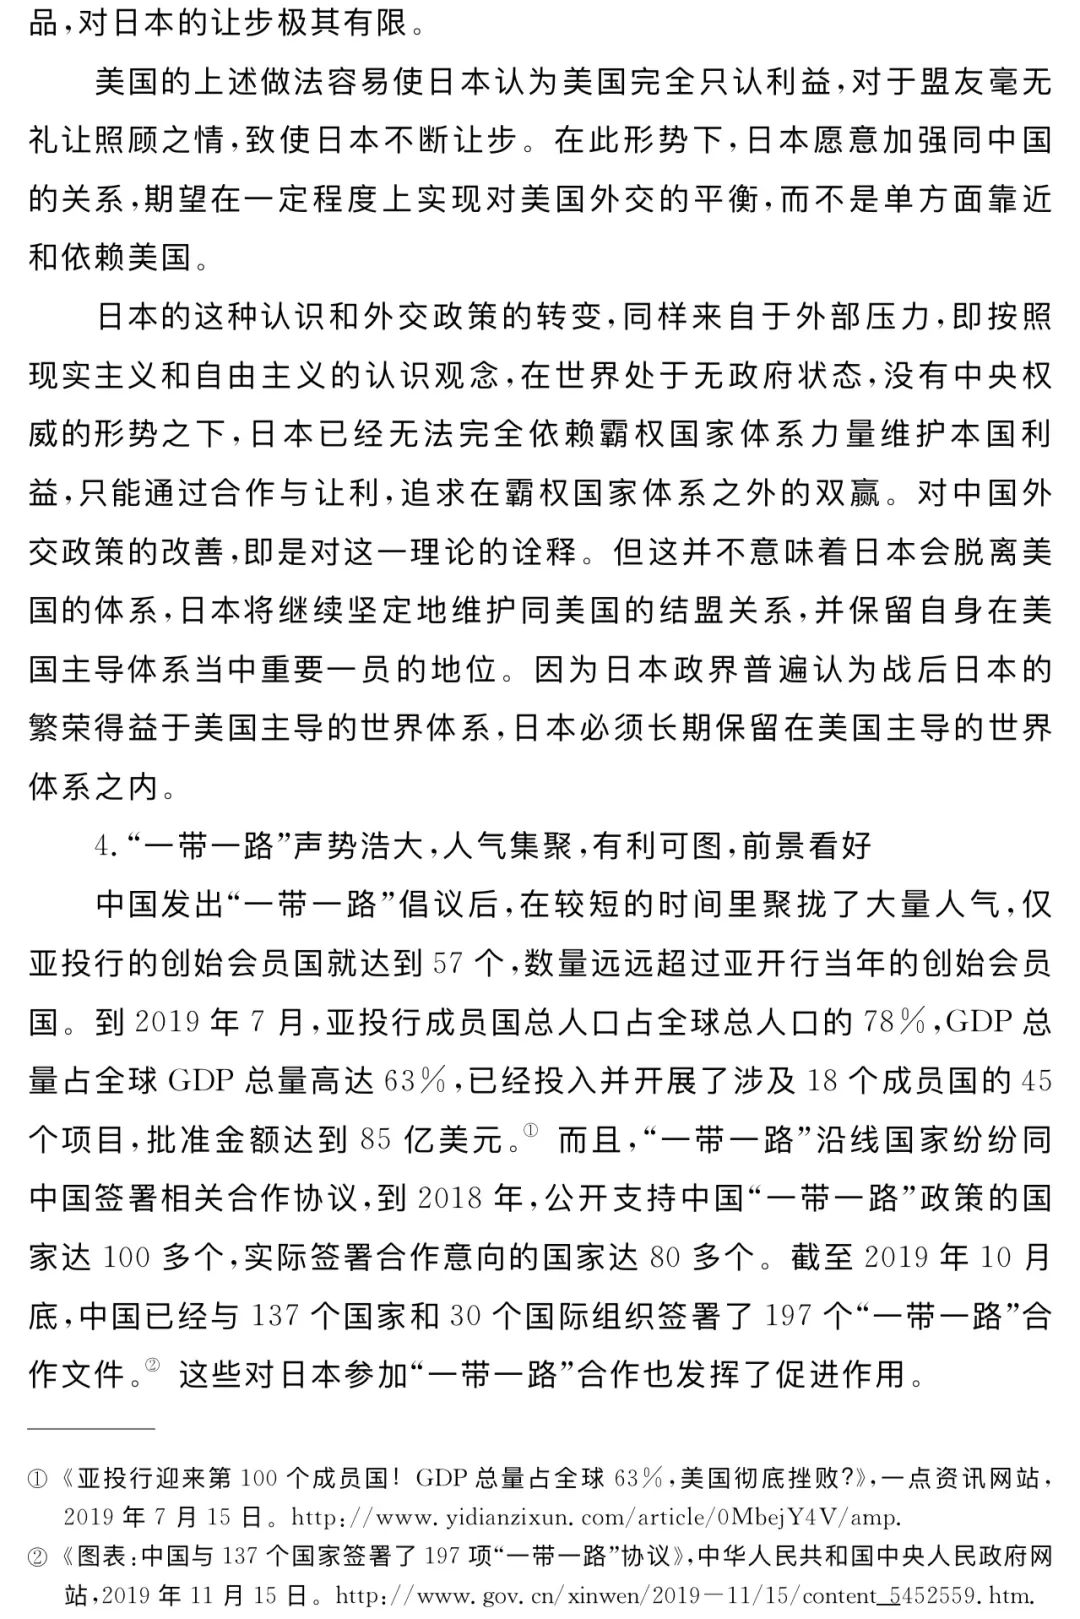 品,对日本的让步极其有限。
美国的上述做法容易使日本认为美国完全只认利益,对于盟友毫无
礼让照顾之情,致使日本不断让步。在此形势下,日本愿意加强同中国
的关系,期望在一定程度上实现对美国外交的平衡,而不是单方面靠近
和依赖美国。
日本的这种认识和外交政策的转变,同样来自于外部压力,即按照
现实主义和自由主义的认识观念,在世界处于无政府状态,没有中央权
威的形势之下,日本已经无法完全依赖霸权国家体系力量维护本国利
益,只能通过合作与让利,追求在霸权国家体系之外的双赢。对中国外
交政策的改善,即是对这一理论的诠释。但这并不意味着日本会脱离美
国的体系,日本将继续坚定地维护同美国的结盟关系,并保留自身在美
国主导体系当中重要一员的地位。因为日本政界普遍认为战后日本的
繁荣得益于美国主导的世界体系,日本必须长期保留在美国主导的世界
体系之内。
4.“一带一路”声势浩大,人气集聚,有利可图,前景看好
中国发出“一带一路”倡议后,在较短的时间里聚拢了大量人气,仅
亚投行的创始会员国就达到 57 个,数量远远超过亚开行当年的创始会员
国。到 2019 年 7 月,亚投行成员国总人口占全球总人口的 78%,GDP 总
量占全球 GDP 总量高达 63%,已经投入并开展了涉及 18 个成员国的 45
个项目,批准金额达到 85 亿美元。① 而且,“一带一路”沿线国家纷纷同
中国签署相关合作协议,到 2018 年,公开支持中国“一带一路”政策的国
家达 100 多个,实际签署合作意向的国家达 80 多个。截至 2019 年 10 月
底,中国已经与 137 个国家和 30 个国际组织签署了 197 个“一带一路”合
作文件。② 这些对日本参加“一带一路”合作也发挥了促进作用。
① 《亚投行迎来第 100 个成员国! GDP 总量占全球 63%,美国彻底挫败?》,一点资讯网站,
2019 年 7 月 15 日。http://www.yidianzixun.com/article/0MbejY4V/amp.
② 《图表:中国与 137 个国家签署了 197 项“一带一路”协议》,中华人民共和国中央人民政府网
站,2019 年 11 月 15 日。http://www.gov.cn/xinwen/2019-11/15/content_5452559.htm.